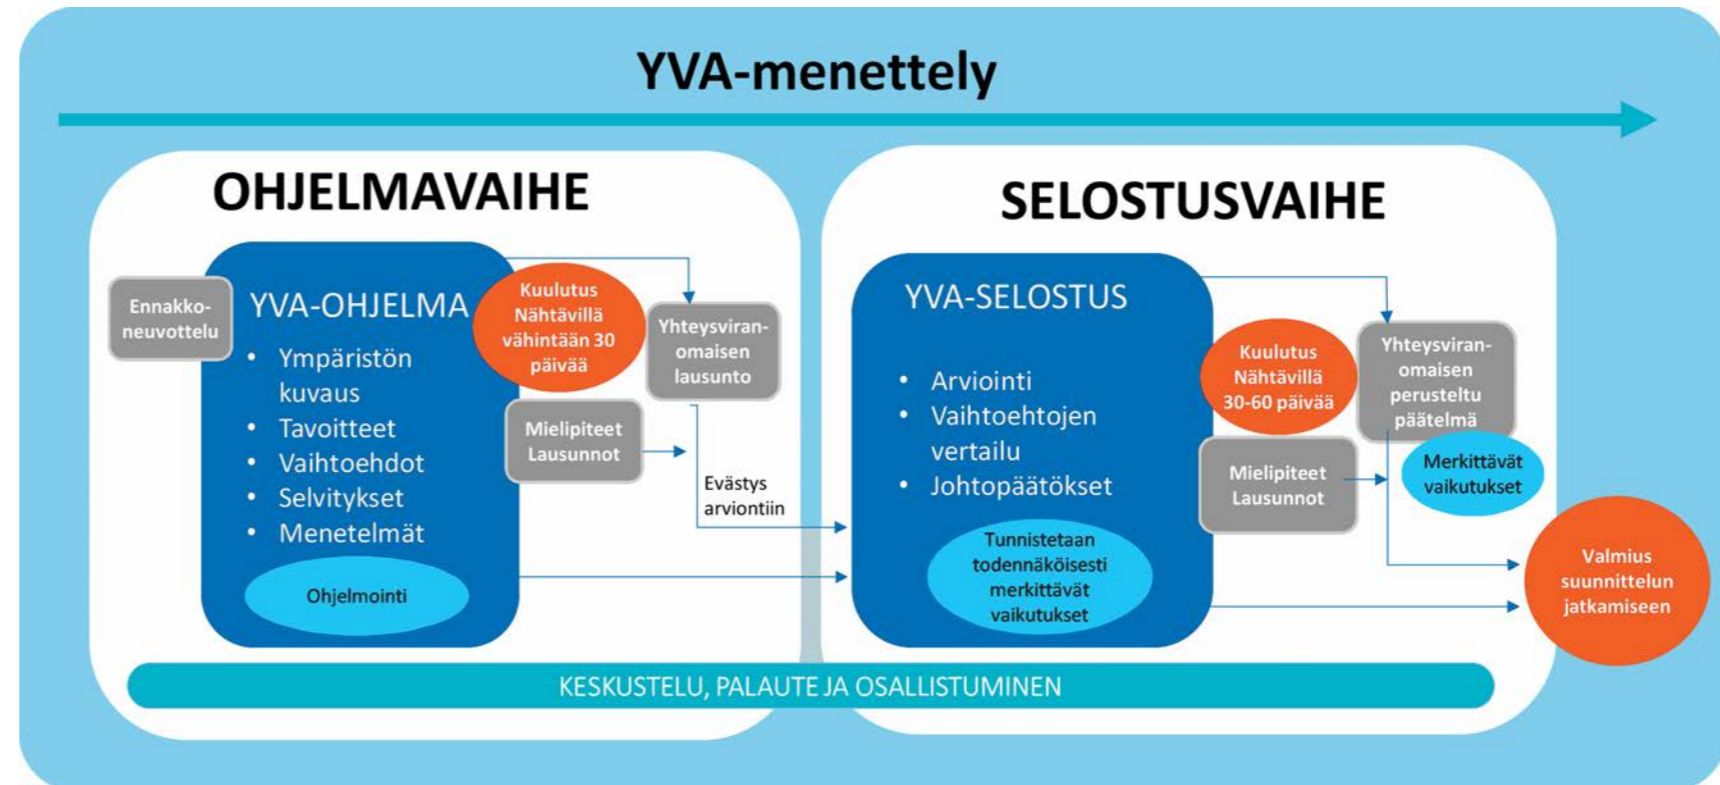 YVA-menettely
OHJELMAVAIHE
Ennakko-
neuvottelu
YVA-OHJELMA
• Ympäristön
kuvaus
• Tavoitteet
• Vaihtoehdot
• Selvitykset
• Menetelmät
Ohjelmointi
Kuulutus
Nähtävillä
vähintään 30
päivää
Yhteysviran-
omaisen
lausunto
Mielipiteet
Lausunnot
Evästys
arviontiin
SELOSTUSVAIHE
YVA-SELOSTUS
• Arviointi
• Vaihtoehtojen
vertailu
• Johtopäätökset
Tunnistetaan
todennäköisesti
merkittävät
vaikutukset
Kuulutus
Nähtävillä
30-60 päivää
Yhteysviran-
omaisen
perusteltu
päätelmä
Merkittävät
vaikutukset
Mielipiteet
Lausunnot
Valmius
suunnittelun
jatkamiseen
KESKUSTELU, PALAUTE JA OSALLISTUMINEN